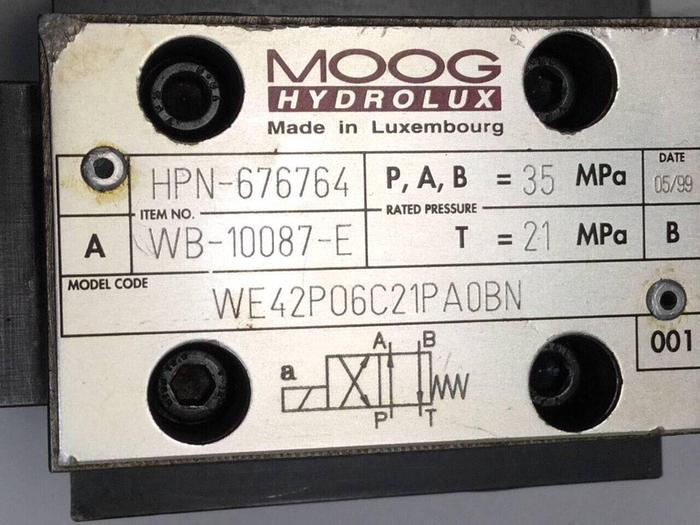 MOOG
HYDROLUX
Made in Luxembourg
HPN-676764
P, A, B = 35 MPa
DATE
05/99
ITEM NO.
RATED PRESSURE
A
WB-10087-E
T = 21 MPa
B
MODEL CODE
WE42P06C21PA0BN
001
A B
a
P T